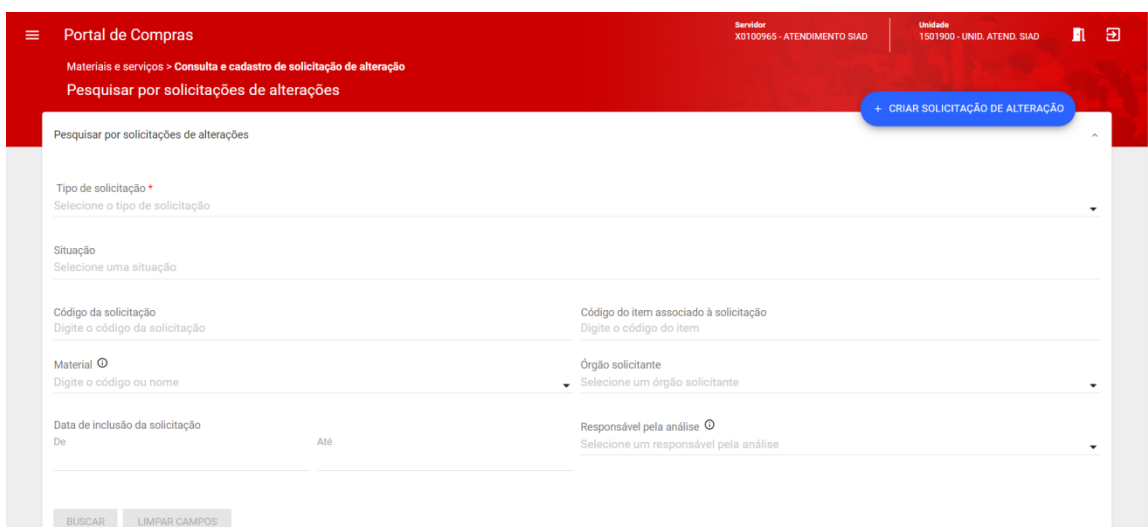 Portal de Compras
Servidor
X0100965 - ATENDIMENTO SIAD
Unidade
1501900 - UNID. ATEND. SIAD
Materiais e serviços > Consulta e cadastro de solicitação de alteração
Pesquisar por solicitações de alterações
+ CRIAR SOLICITAÇÃO DE ALTERAÇÃO
Pesquisar por solicitações de alterações
Tipo de solicitação *
Selecione o tipo de solicitação
Situação
Selecione uma situação
Código da solicitação
Digite o código da solicitação
Código do item associado à solicitação
Digite o código do item
Material
Digite o código ou nome
Órgão solicitante
Selecione um órgão solicitante
Data de inclusão da solicitação
De
Até
Responsável pela análise
Selecione um responsável pela análise
BUSCAR
LIMPAR CAMPOS